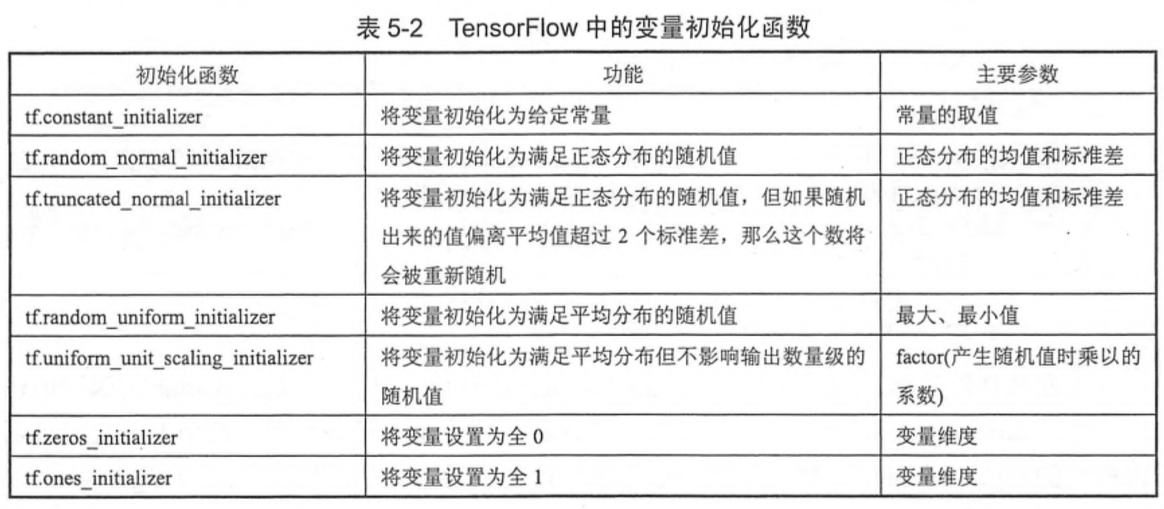 表 5-2 TensorFlow 中的变量初始化函数
初始化函数 功能 主要参数
tf.constant_initializer 将变量初始化为给定常量 常量的取值
tf.random_normal_initializer 将变量初始化为满足正态分布的随机值 正态分布的均值和标准差
tf.truncated_normal_initializer 将变量初始化为满足正态分布的随机值，但如果随机 正态分布的均值和标准差
出来的值偏离平均值超过 2 个标准差，那么这个数将
会被重新随机
tf.random_uniform_initializer 将变量初始化为满足平均分布的随机值 最大、最小值
tf.uniform_unit_scaling_initializer 将变量初始化为满足平均分布但不影响输出数量级的 factor(产生随机值时乘以的
随机值 系数)
tf.zeros_initializer 将变量设置为全 0 变量维度
tf.ones_initializer 将变量设置为全 1 变量维度